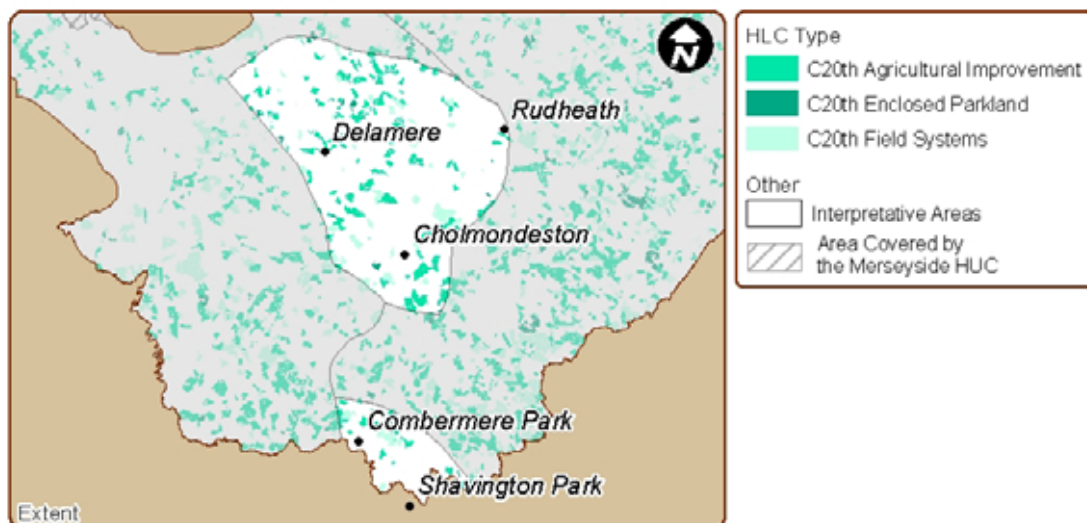 N
Rudheath
Delamere
Cholmondeston
Combermere Park
Shavington Park
Extent
HLC Type
C20th Agricultural Improvement
C20th Enclosed Parkland
C20th Field Systems
Other
Interpretative Areas
Area Covered by
the Merseyside HUC